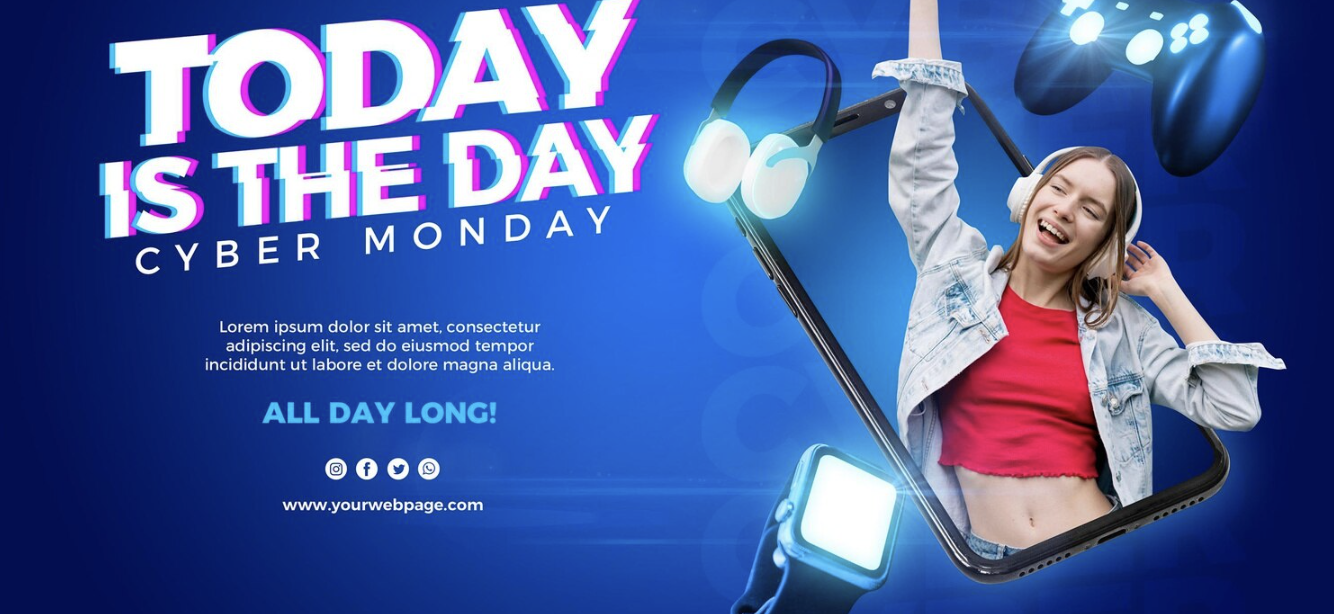 TODAY
IS THE DAY
CYBER MONDAY
Lorem ipsum dolor sit amet, consectetur
adipiscing elit, sed do eiusmod tempor
incididunt ut labore et dolore magna aliqua.
ALL DAY LONG!
www.yourwebpage.com